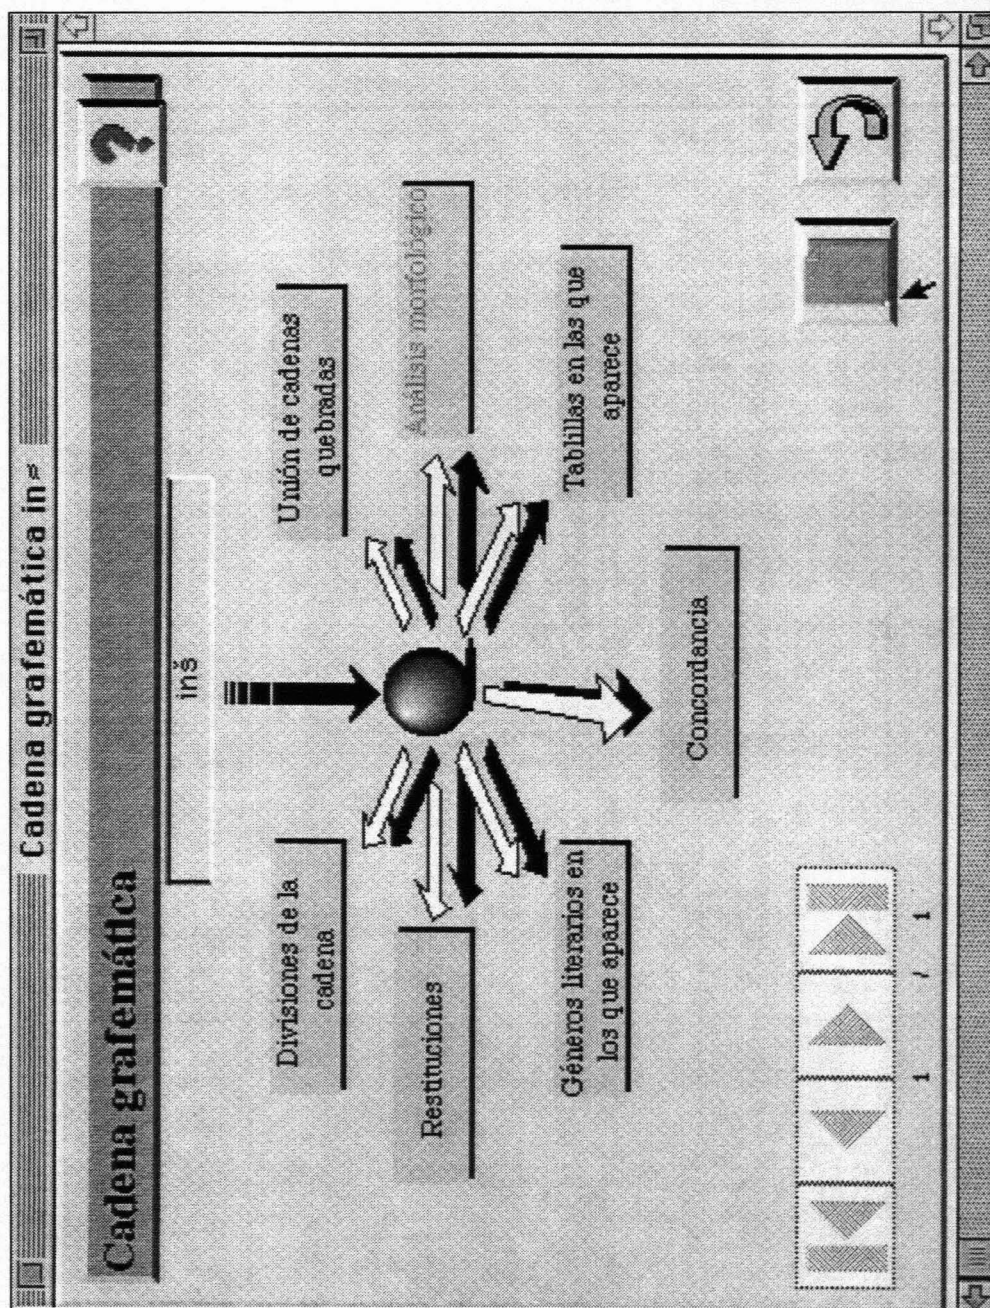 Cadena grafemática in≈
Cadena grafemática
?
inš
Divisiones de la
cadena
Unión de cadenas
quebradas
Restituciones
Análisis morfológico
Géneros literarios en
los que aparece
Tablillas en las que
aparece
Concordancia
1 / 1